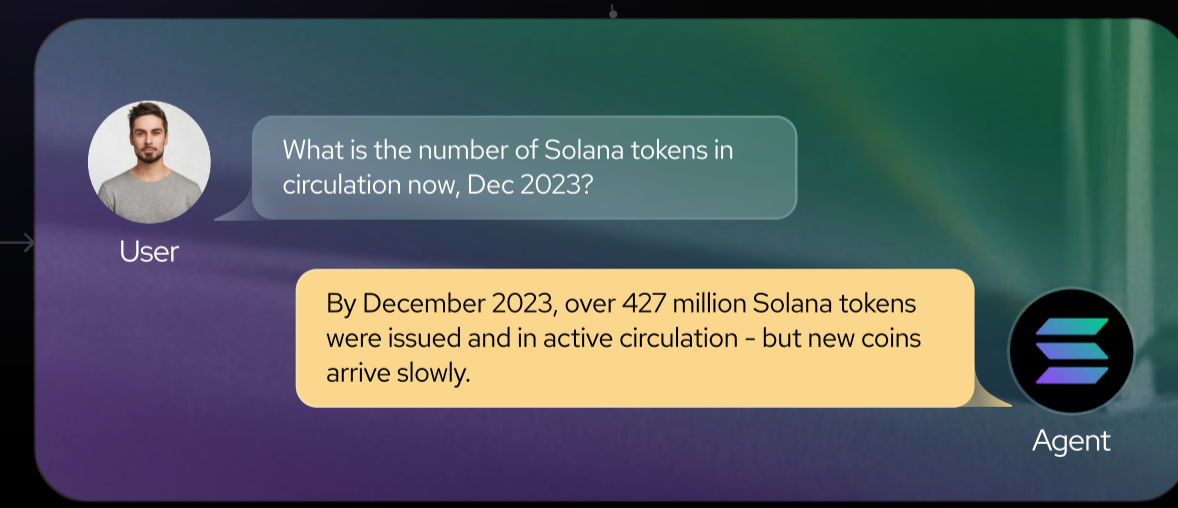 What is the number of Solana tokens in
circulation now, Dec 2023?
User
By December 2023, over 427 million Solana tokens
were issued and in active circulation - but new coins
arrive slowly.
Agent